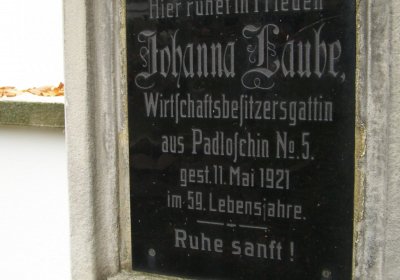 Hier ruhet in Frieden
Johanna Laube,
Wirtſchaftsbeſitzersgattin
aus Padloſchin No. 5.
geſt. 11. Mai 1921
im 59. Lebensjahre.
Ruhe sanft!